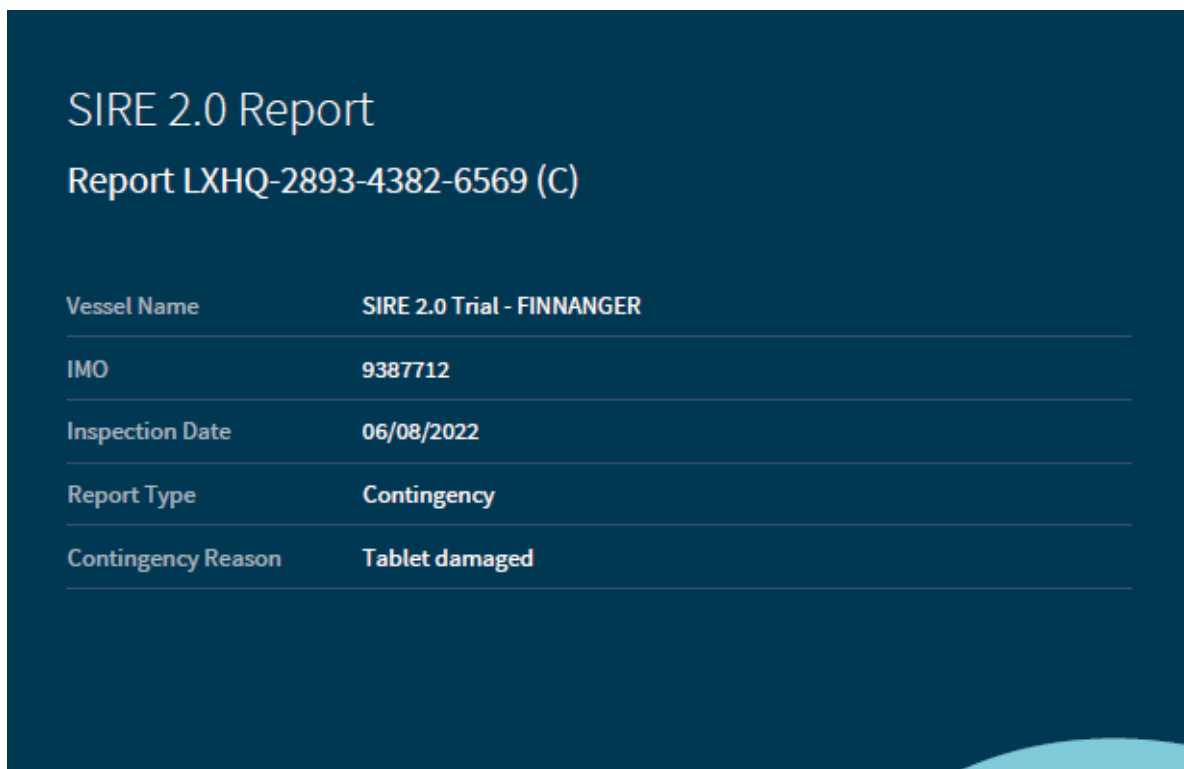 SIRE 2.0 Report
Report LXHQ-2893-4382-6569 (C)
Vessel Name SIRE 2.0 Trial - FINNANGER
IMO 9387712
Inspection Date 06/08/2022
Report Type Contingency
Contingency Reason Tablet damaged